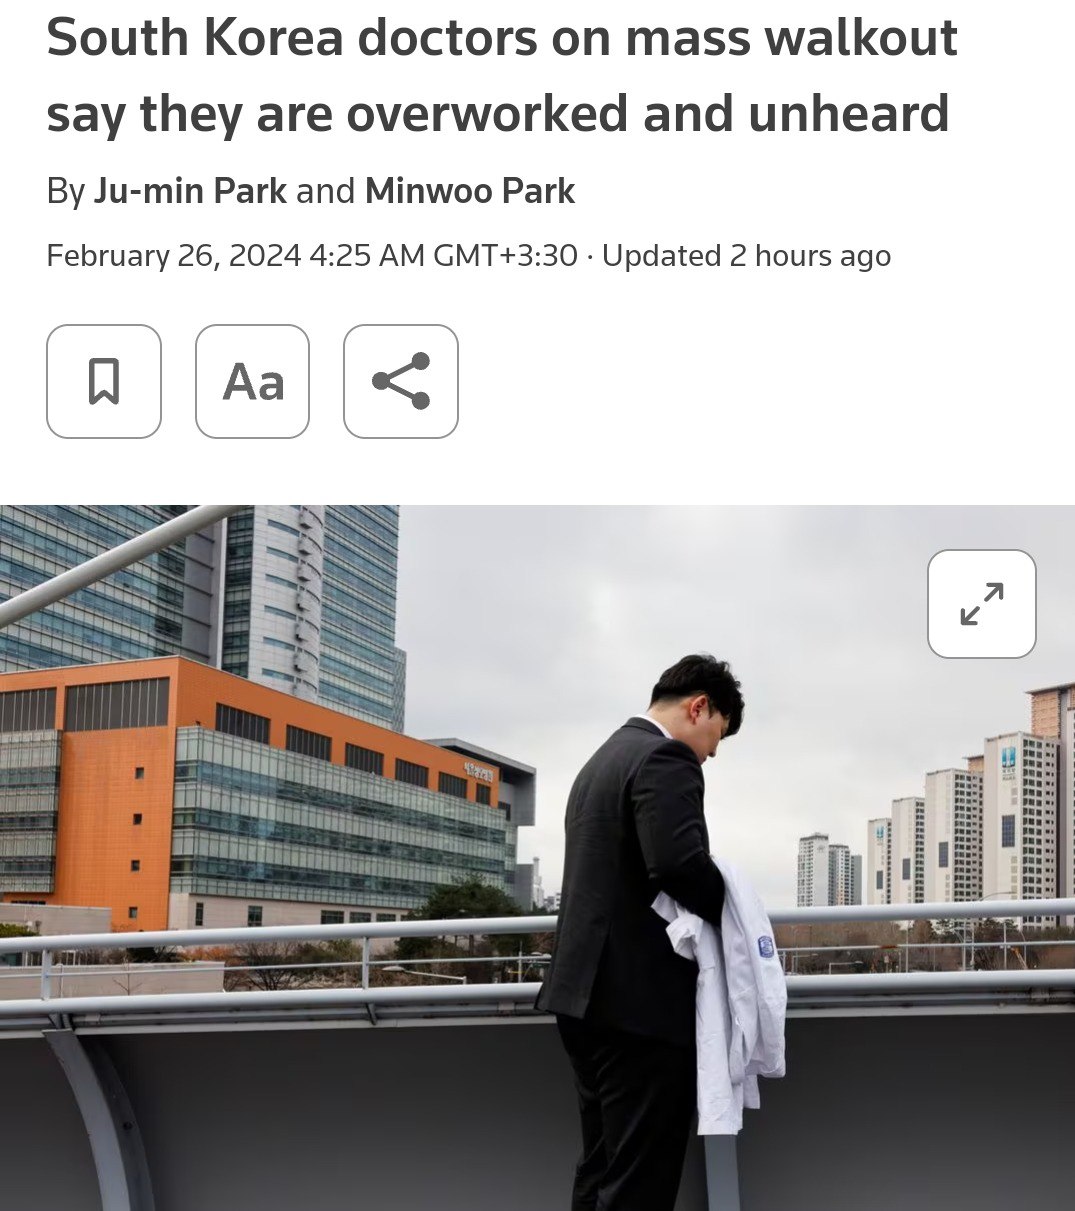 South Korea doctors on mass walkout
say they are overworked and unheard
By Ju-min Park and Minwoo Park
February 26, 2024 4:25 AM GMT+3:30 · Updated 2 hours ago
Aa